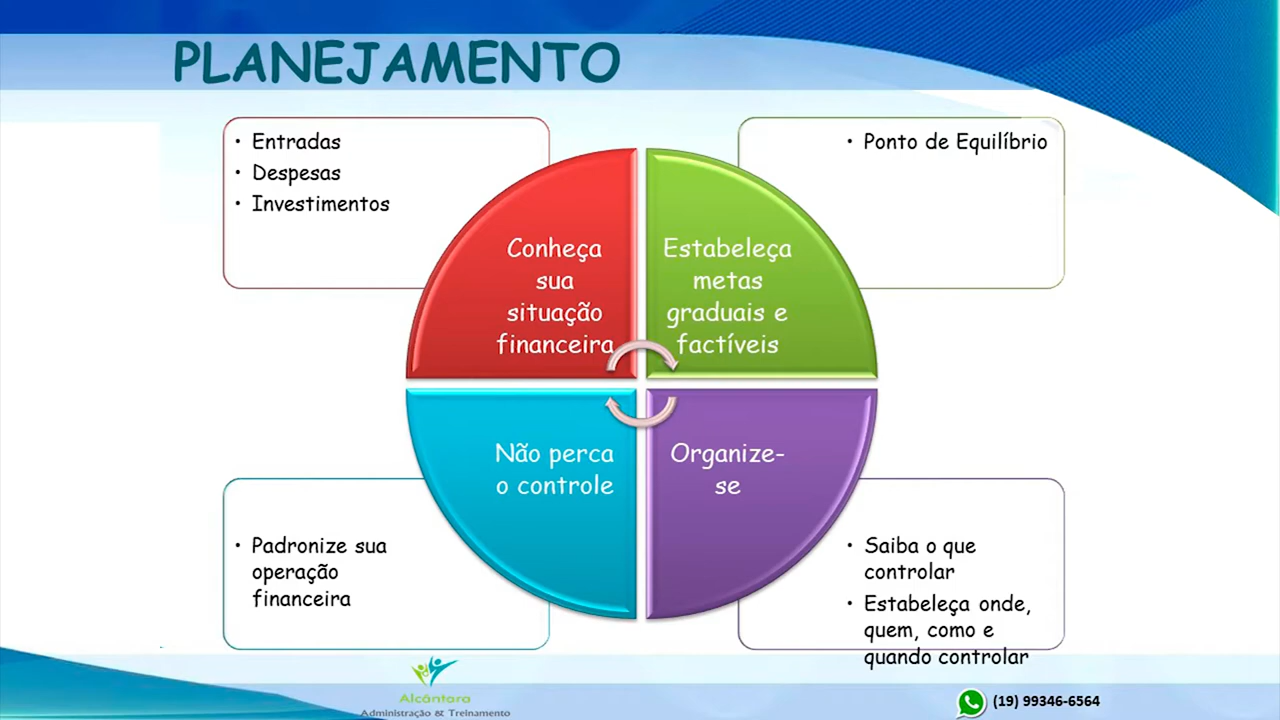 PLANEJAMENTO
• Entradas
• Despesas
• Investimentos
• Ponto de Equilíbrio
Conheça
sua
situação
financeira
Estabeleça
metas
graduais e
factíveis
Não perca
o controle
Organize-
se
• Padronize sua
operação
financeira
• Saiba o que
controlar
• Estabeleça onde,
quem, como e
quando controlar
Alcântara
Administração & Treinamento
(19) 99346-6564